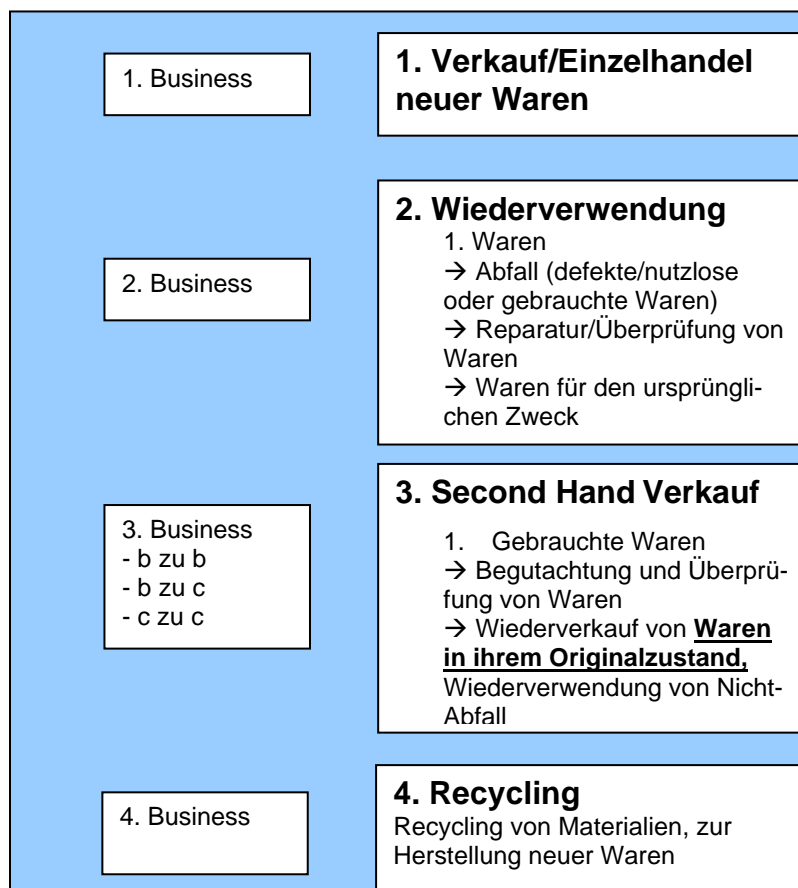 1. Business
1. Verkauf/Einzelhandel
neuer Waren
2. Business
2. Wiederverwendung
1. Waren
→ Abfall (defekte/nutzlose
oder gebrauchte Waren)
→ Reparatur/Überprüfung von
Waren
→ Waren für den ursprüngli-
chen Zweck
3. Business
- b zu b
- b zu c
- c zu c
3. Second Hand Verkauf
1. Gebrauchte Waren
→ Begutachtung und Überprü-
fung von Waren
→ Wiederverkauf von Waren
in ihrem Originalzustand,
Wiederverwendung von Nicht-
Abfall
4. Business
4. Recycling
Recycling von Materialien, zur
Herstellung neuer Waren